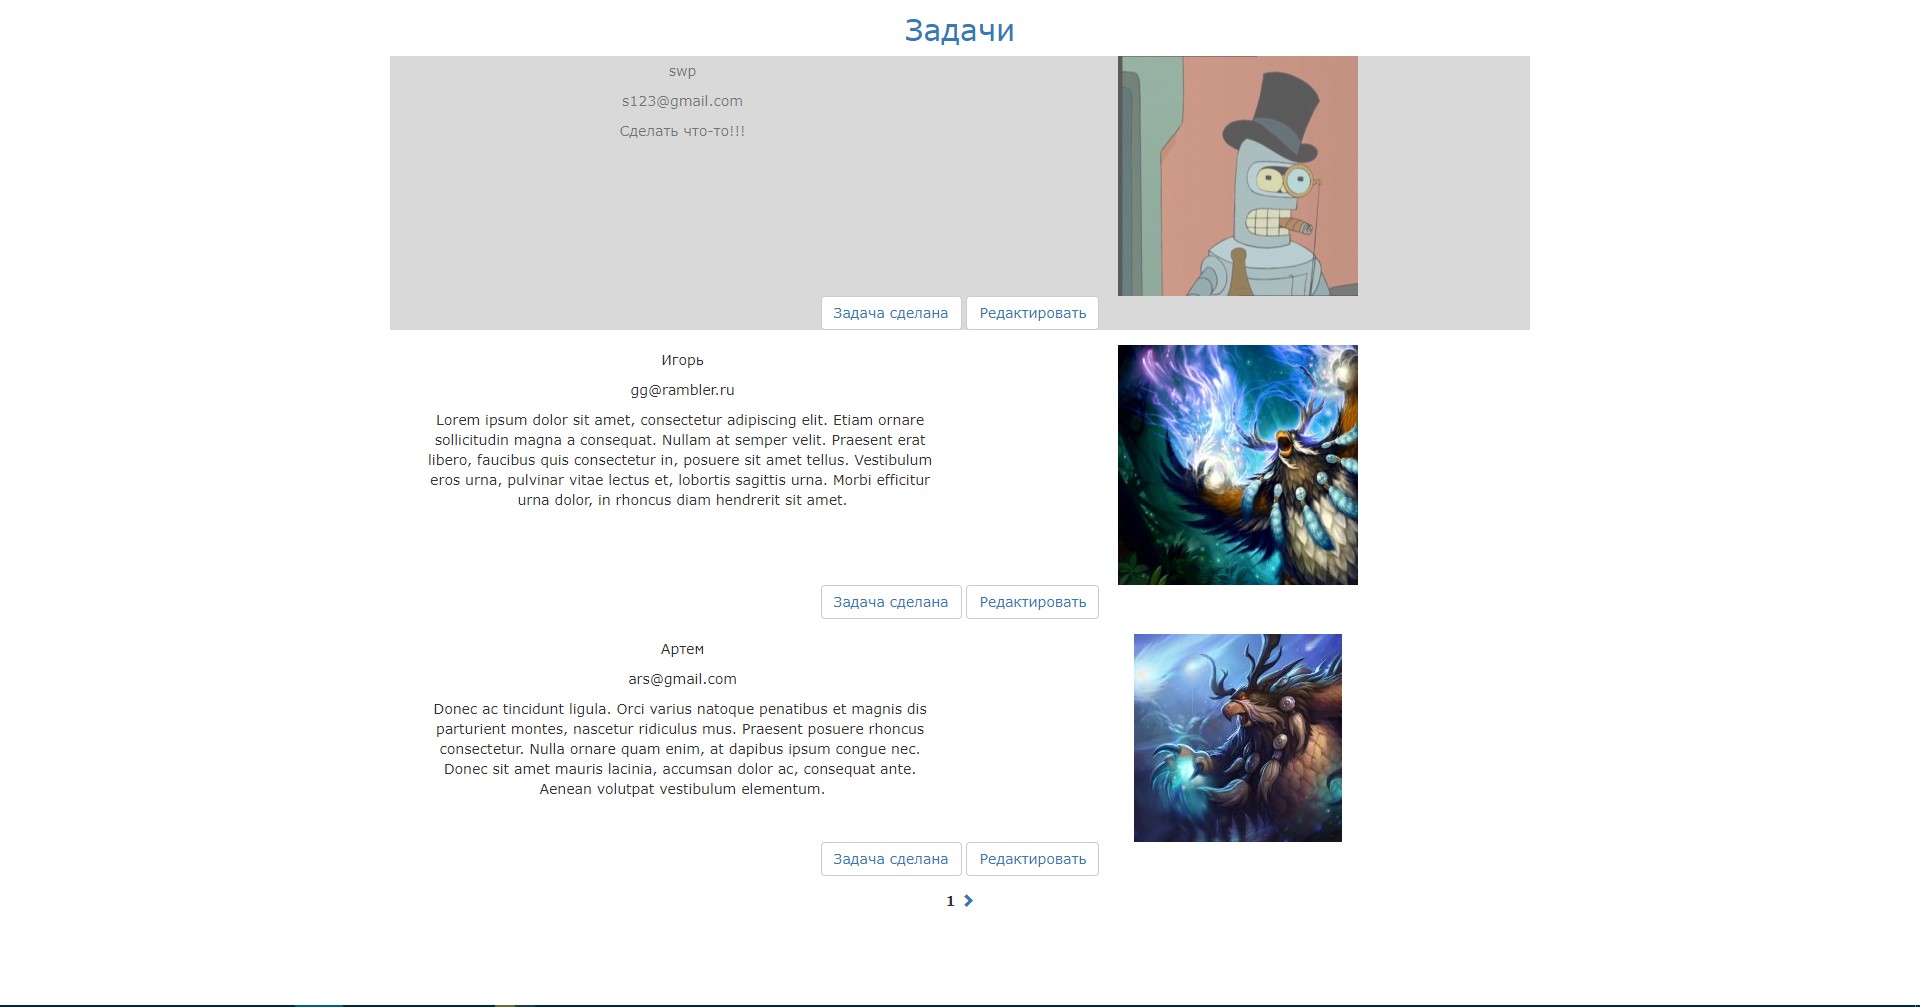 Задачи
swp
s123@gmail.com
Сделать что-то!!!
Задача сделана Редактировать
Игорь
gg@rambler.ru
Lorem ipsum dolor sit amet, consectetur adipiscing elit. Etiam ornare
sollicitudin magna a consequat. Nullam at semper velit. Praesent erat
libero, faucibus quis consectetur in, posuere sit amet tellus. Vestibulum
eros urna, pulvinar vitae lectus et, lobortis sagittis urna. Morbi efficitur
urna dolor, in rhoncus diam hendrerit sit amet.
Задача сделана Редактировать
Артем
ars@gmail.com
Donec ac tincidunt ligula. Orci varius natoque penatibus et magnis dis
parturient montes, nascetur ridiculus mus. Praesent posuere rhoncus
consectetur. Nulla ornare quam enim, at dapibus ipsum congue nec.
Donec sit amet mauris lacinia, accumsan dolor ac, consequat ante.
Aenean volutpat vestibulum elementum.
Задача сделана Редактировать
1